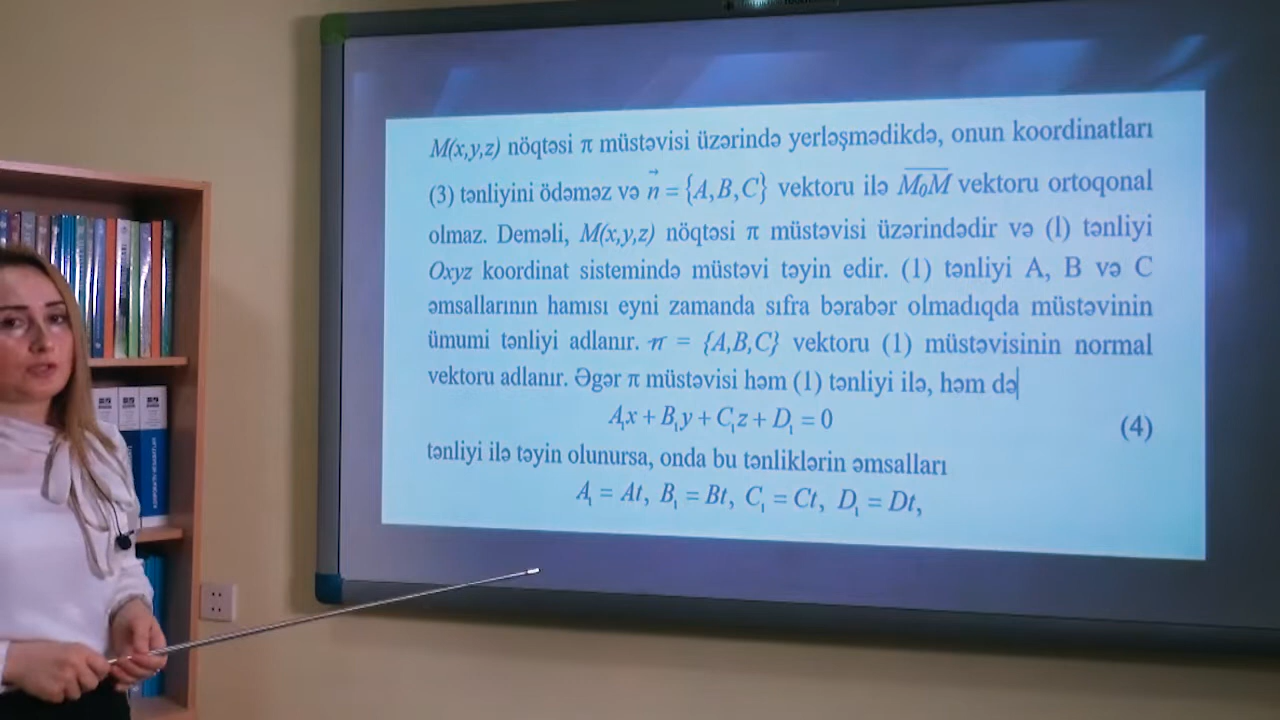 M(x,y,z) nöqtəsi π müstəvisi üzərində yerləşmədikdə, onun koordinatları
(3) tənliyini ödəməz və n⃗ = {A,B,C} vektoru ilə M₀M vektoru ortoqonal
olmaz. Deməli, M(x,y,z) nöqtəsi π müstəvisi üzərindədir və (l) tənliyi
Oxyz koordinat sistemində müstəvi təyin edir. (1) tənliyi A, B və C
əmsallarının hamısı eyni zamanda sıfra bərabər olmadıqda müstəvinin
ümumi tənliyi adlanır. n = {A,B,C} vektoru (1) müstəvisinin normal
vektoru adlanır. Əgər π müstəvisi həm (1) tənliyi ilə, həm də
A₁x + B₁y + C₁z + D₁ = 0 (4)
tənliyi ilə təyin olunursa, onda bu tənliklərin əmsalları
A₁ = At, B₁ = Bt, C₁ = Ct, D₁ = Dt,